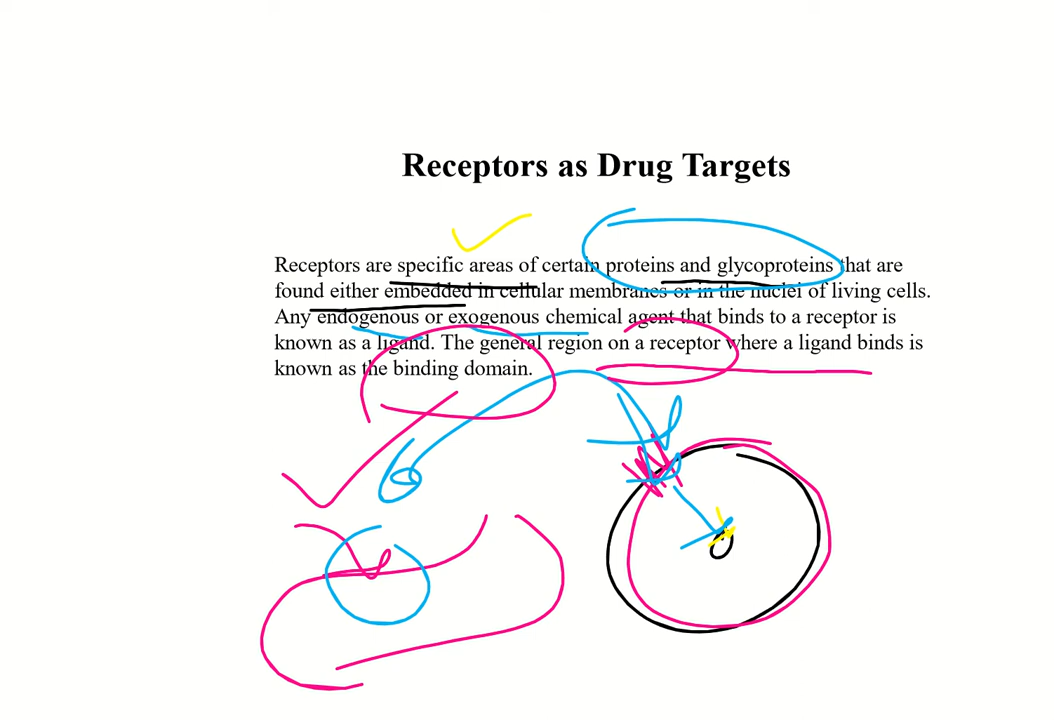 Receptors as Drug Targets
Receptors are specific areas of certain proteins and glycoproteins that are
found either embedded in cellular membranes or in the nuclei of living cells.
Any endogenous or exogenous chemical agent that binds to a receptor is
known as a ligand. The general region on a receptor where a ligand binds is
known as the binding domain.